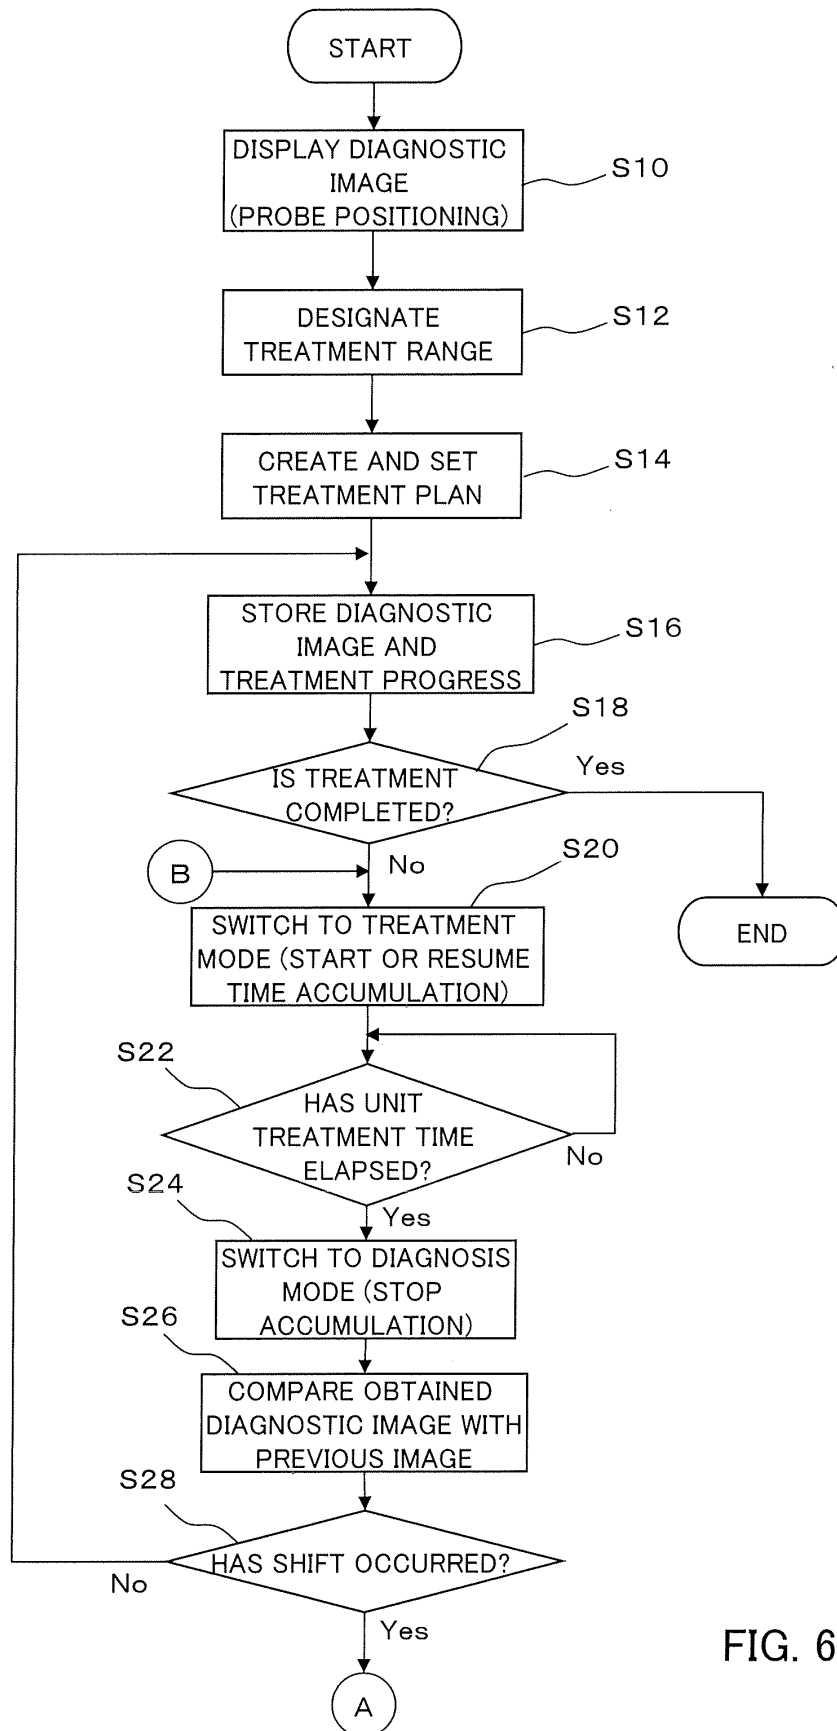 START
DISPLAY DIAGNOSTIC
IMAGE
(PROBE POSITIONING)
S10
DESIGNATE
TREATMENT RANGE
S12
CREATE AND SET
TREATMENT PLAN
S14
STORE DIAGNOSTIC
IMAGE AND
TREATMENT PROGRESS
S16
S18
IS TREATMENT
COMPLETED?
Yes
No
B
S20
SWITCH TO TREATMENT
MODE (START OR RESUME
TIME ACCUMULATION)
END
S22
HAS UNIT
TREATMENT TIME
ELAPSED?
No
Yes
S24
SWITCH TO DIAGNOSIS
MODE (STOP
ACCUMULATION)
S26
COMPARE OBTAINED
DIAGNOSTIC IMAGE WITH
PREVIOUS IMAGE
S28
HAS SHIFT OCCURRED?
No
Yes
A
FIG. 6